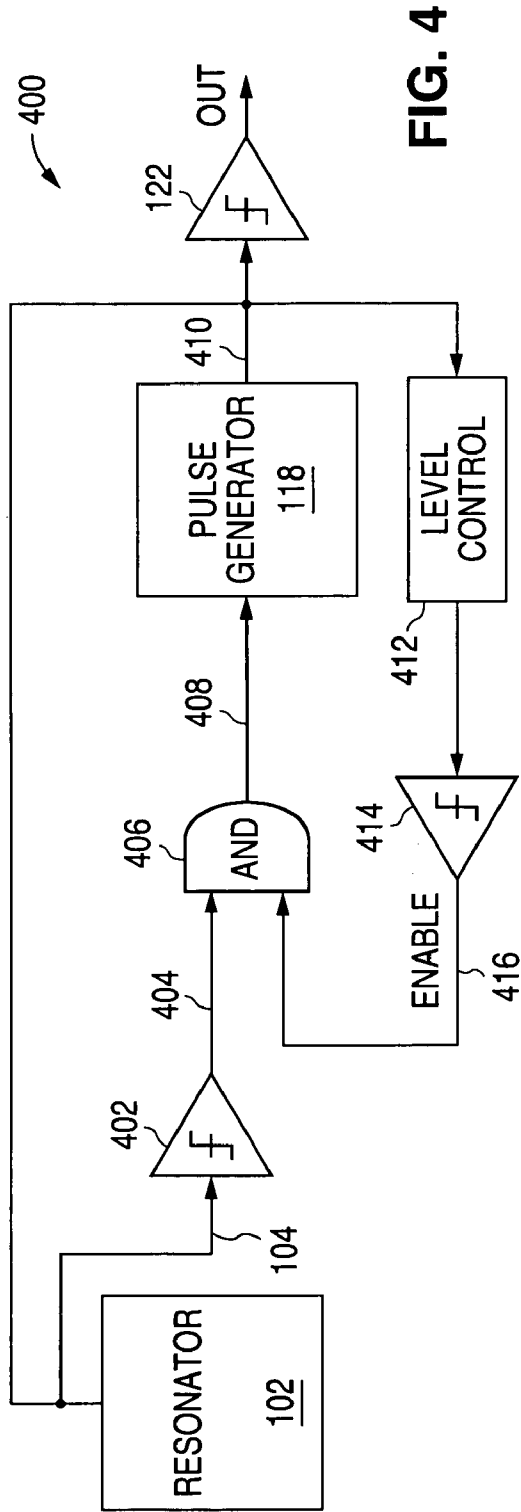 400
RESONATOR
102
104
402
404
406
AND
408
PULSE
GENERATOR
118
410
122
OUT
LEVEL
CONTROL
412
414
ENABLE
416
FIG. 4